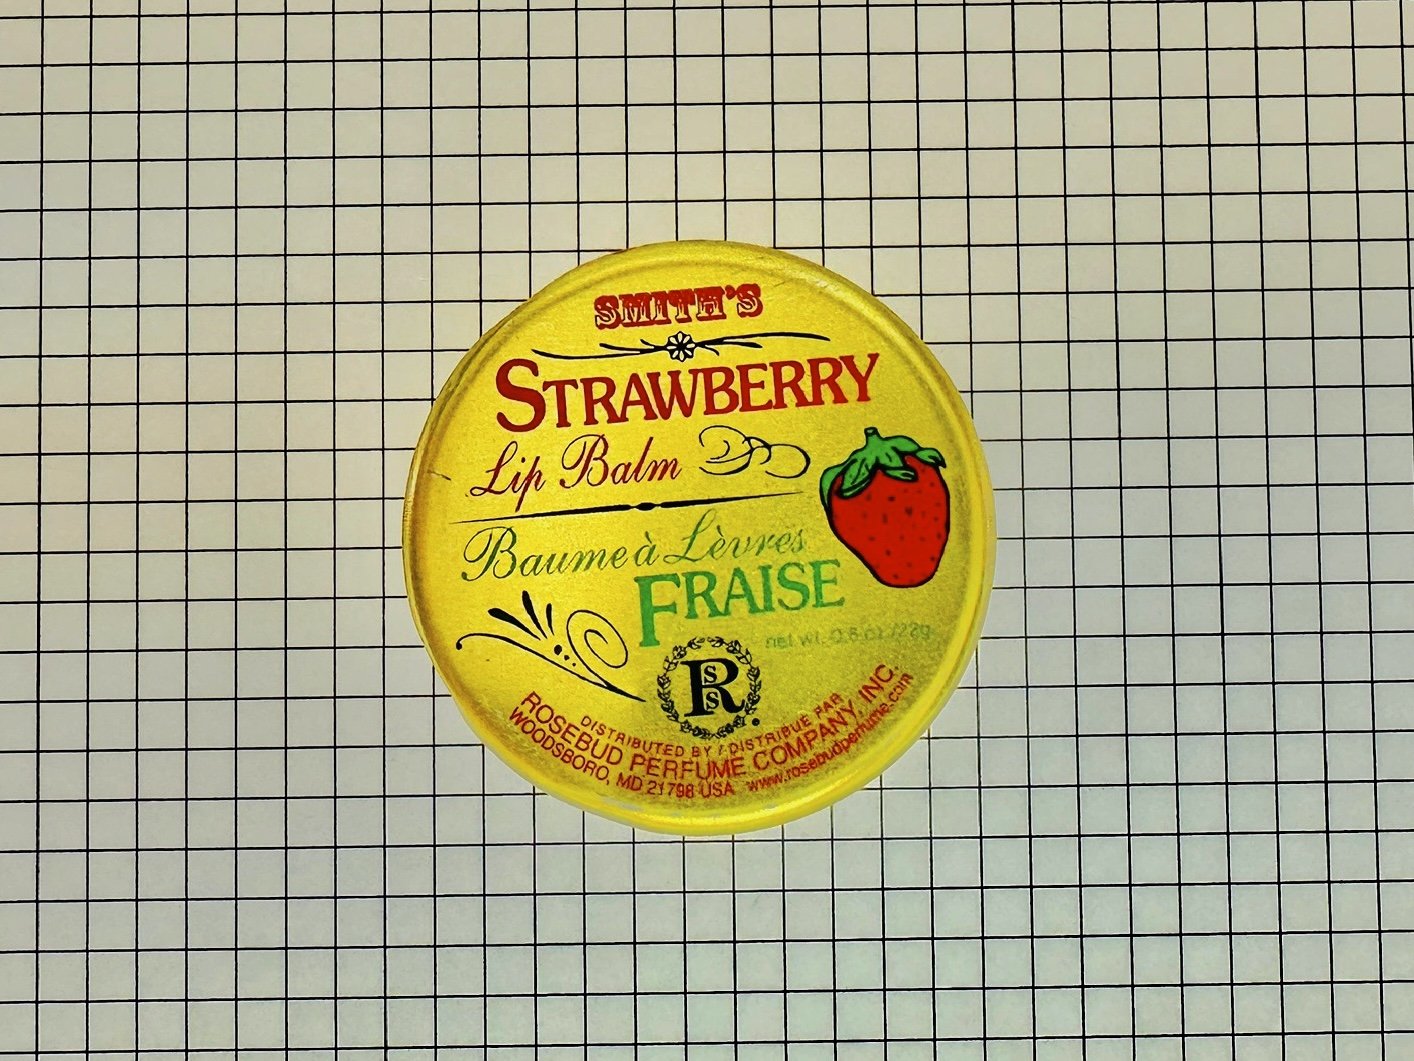 SMITH'S
STRAWBERRY
Lip Balm
Baume à Lèvres
FRAISE
net wt. 0.8 oz /22g
RSSS
DISTRIBUTED BY / DISTRIBUÉ PAR
ROSEBUD PERFUME COMPANY, INC.
WOODSBORO, MD 21798 USA www.rosebudperfume.com